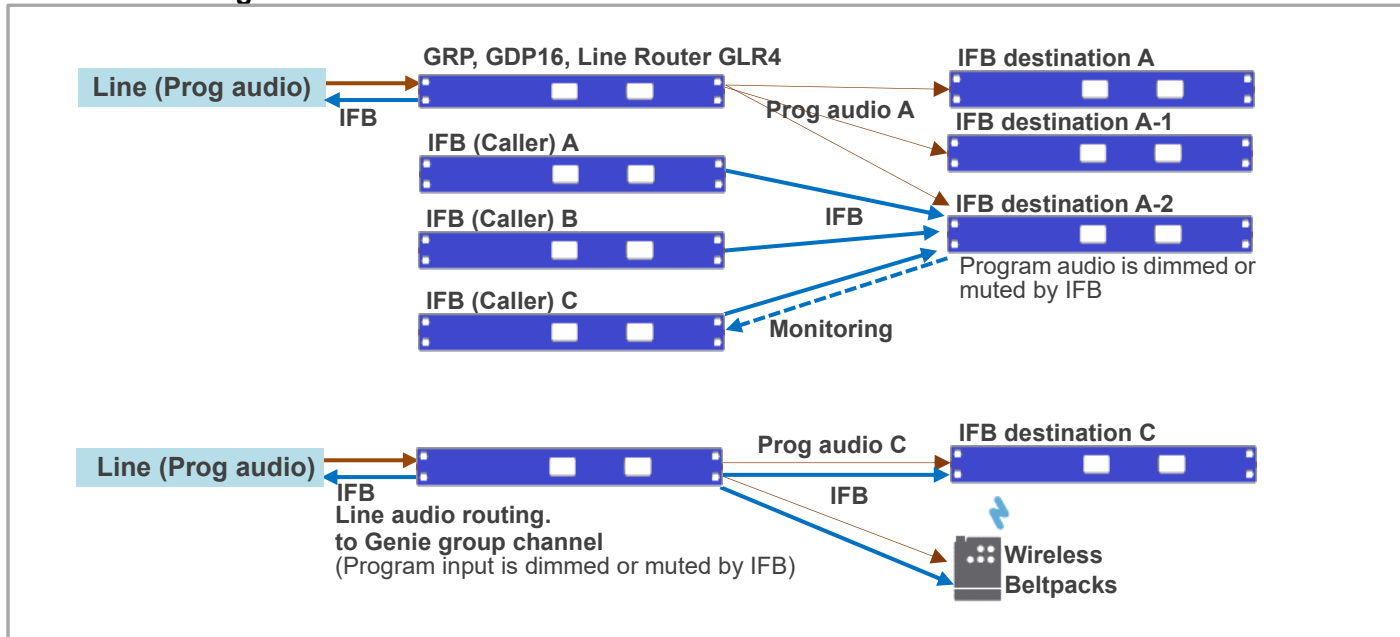 GRP, GDP16, Line Router GLR4
IFB destination A
Line (Prog audio)
IFB
Prog audio A
IFB destination A-1
IFB (Caller) A
IFB destination A-2
IFB (Caller) B
IFB
Program audio is dimmed or
muted by IFB
IFB (Caller) C
Monitoring
Prog audio C
IFB destination C
Line (Prog audio)
IFB
IFB
Line audio routing.
to Genie group channel
(Program input is dimmed or muted by IFB)
Wireless
Beltpacks